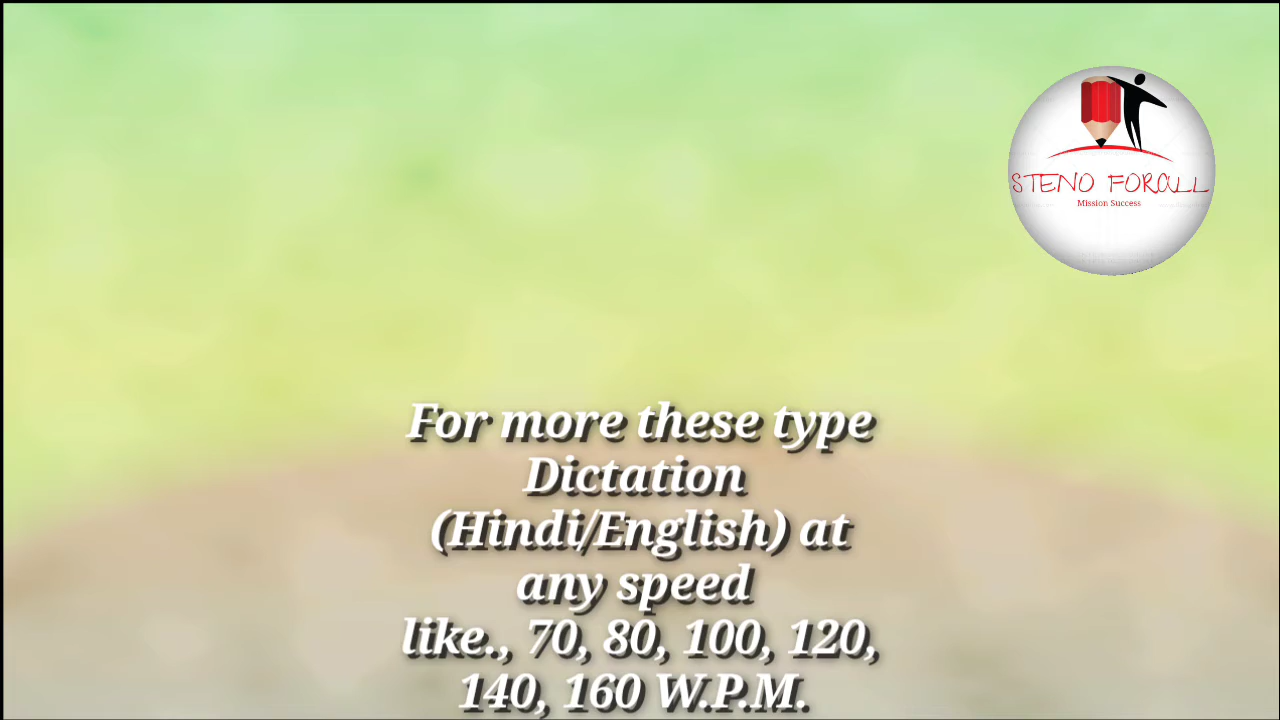 STENO FORALL
Mission Success
For more these type
Dictation
(Hindi/English) at
any speed
like., 70, 80, 100, 120,
140, 160 W.P.M.